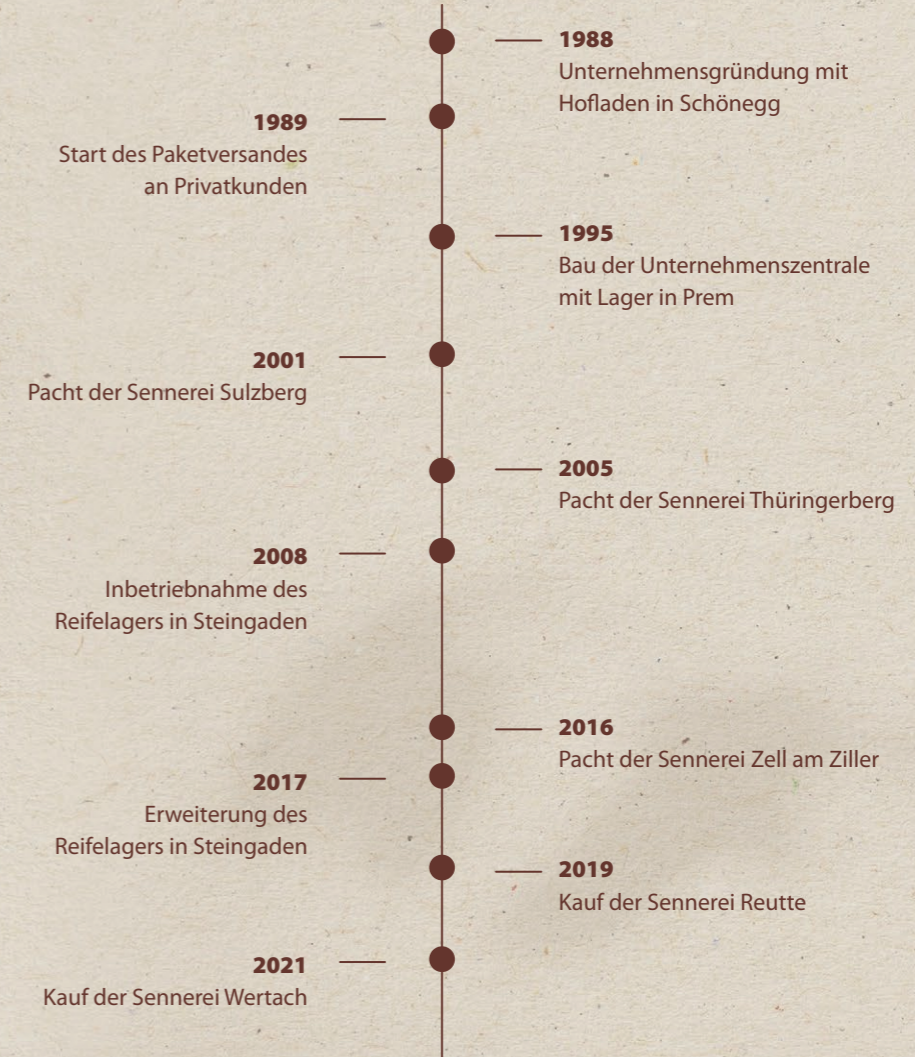 1988
Unternehmensgründung mit
Hofladen in Schönegg
1989
Start des Paketversandes
an Privatkunden
1995
Bau der Unternehmenszentrale
mit Lager in Prem
2001
Pacht der Sennerei Sulzberg
2005
Pacht der Sennerei Thüringerberg
2008
Inbetriebnahme des
Reifelagers in Steingaden
2016
Pacht der Sennerei Zell am Ziller
2017
Erweiterung des
Reifelagers in Steingaden
2019
Kauf der Sennerei Reutte
2021
Kauf der Sennerei Wertach